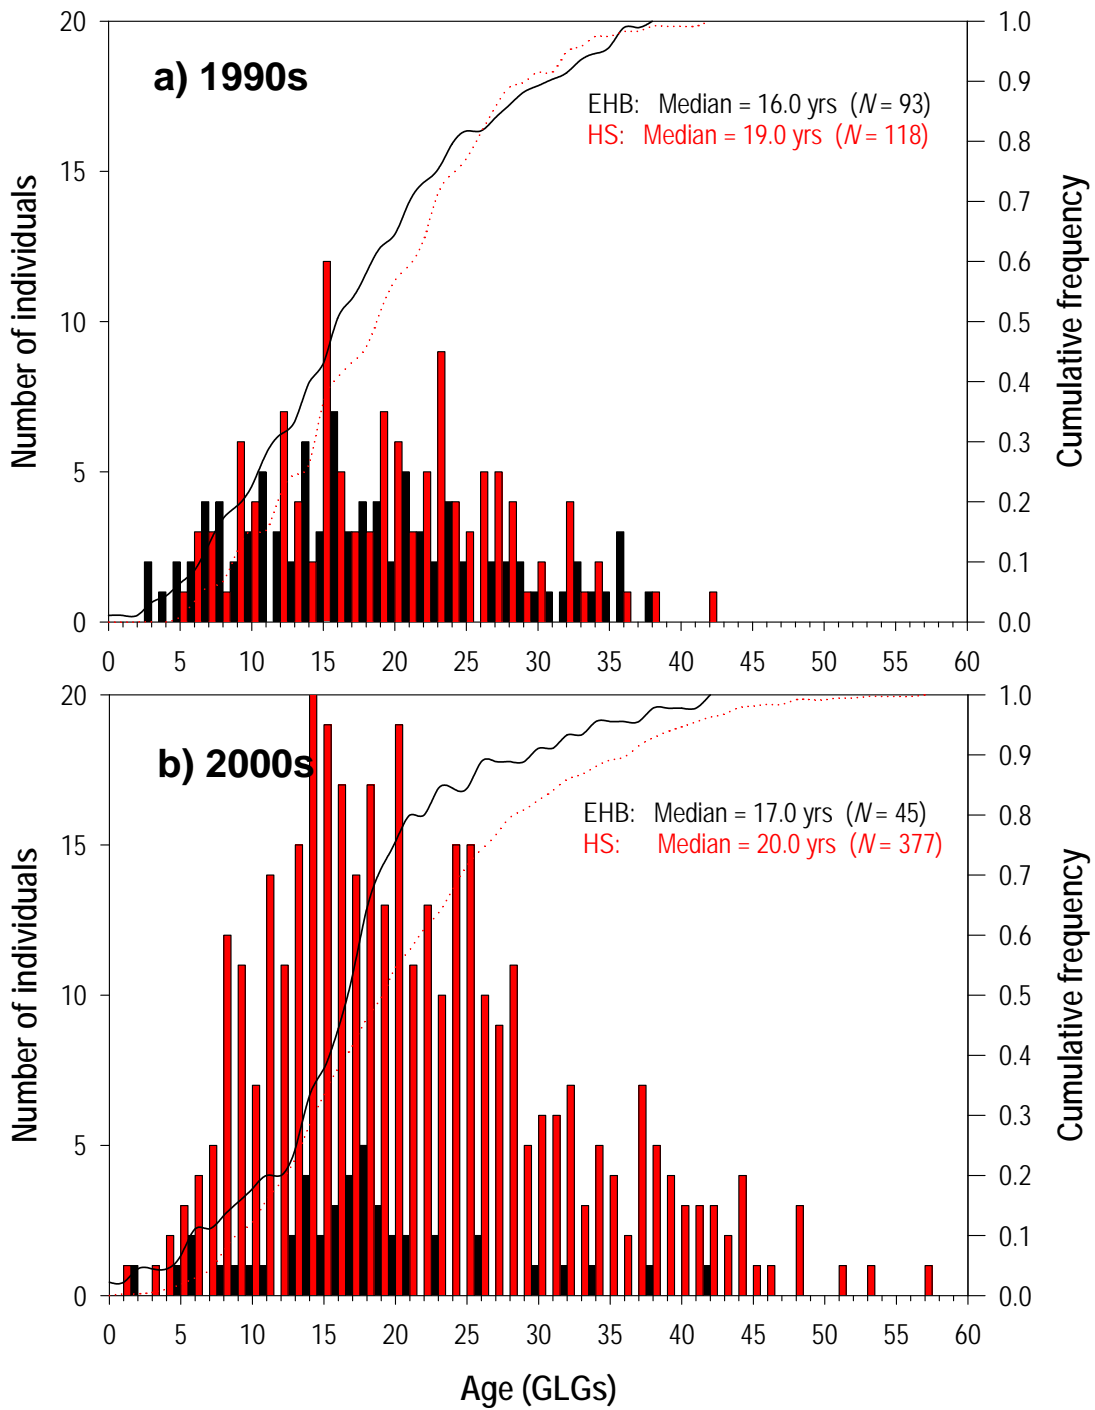 a) 1990s
EHB: Median = 16.0 yrs (N = 93)
HS: Median = 19.0 yrs (N = 118)
Number of individuals
Cumulative frequency
20
15
10
5
0
1.0
0.9
0.8
0.7
0.6
0.5
0.4
0.3
0.2
0.1
0.0
0 5 10 15 20 25 30 35 40 45 50 55 60
b) 2000s
EHB: Median = 17.0 yrs (N = 45)
HS: Median = 20.0 yrs (N = 377)
Number of individuals
Cumulative frequency
20
15
10
5
0
1.0
0.9
0.8
0.7
0.6
0.5
0.4
0.3
0.2
0.1
0.0
0 5 10 15 20 25 30 35 40 45 50 55 60
Age (GLGs)